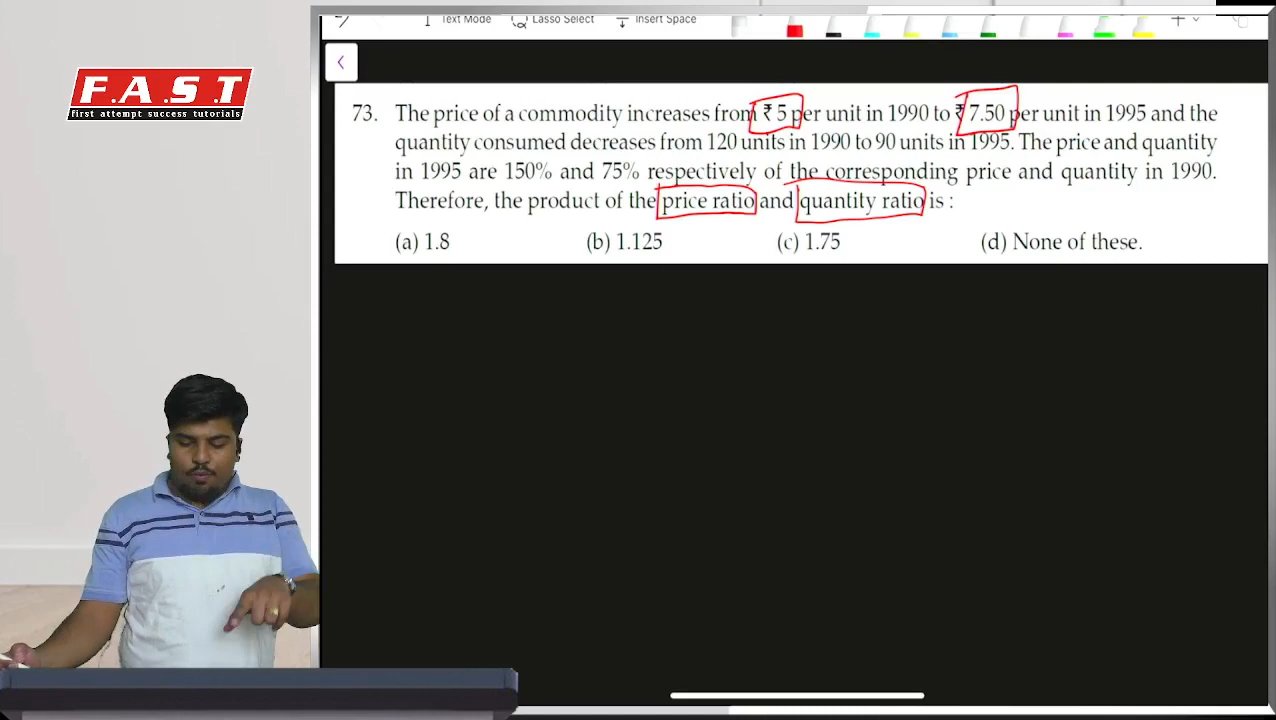 Text Mode
Lasso Select
Insert Space
F.A.S.T
first attempt success tutorials
73. The price of a commodity increases from ₹ 5 per unit in 1990 to ₹ 7.50 per unit in 1995 and the
quantity consumed decreases from 120 units in 1990 to 90 units in 1995. The price and quantity
in 1995 are 150% and 75% respectively of the corresponding price and quantity in 1990.
Therefore, the product of the price ratio and quantity ratio is :
(a) 1.8 (b) 1.125 (c) 1.75 (d) None of these.